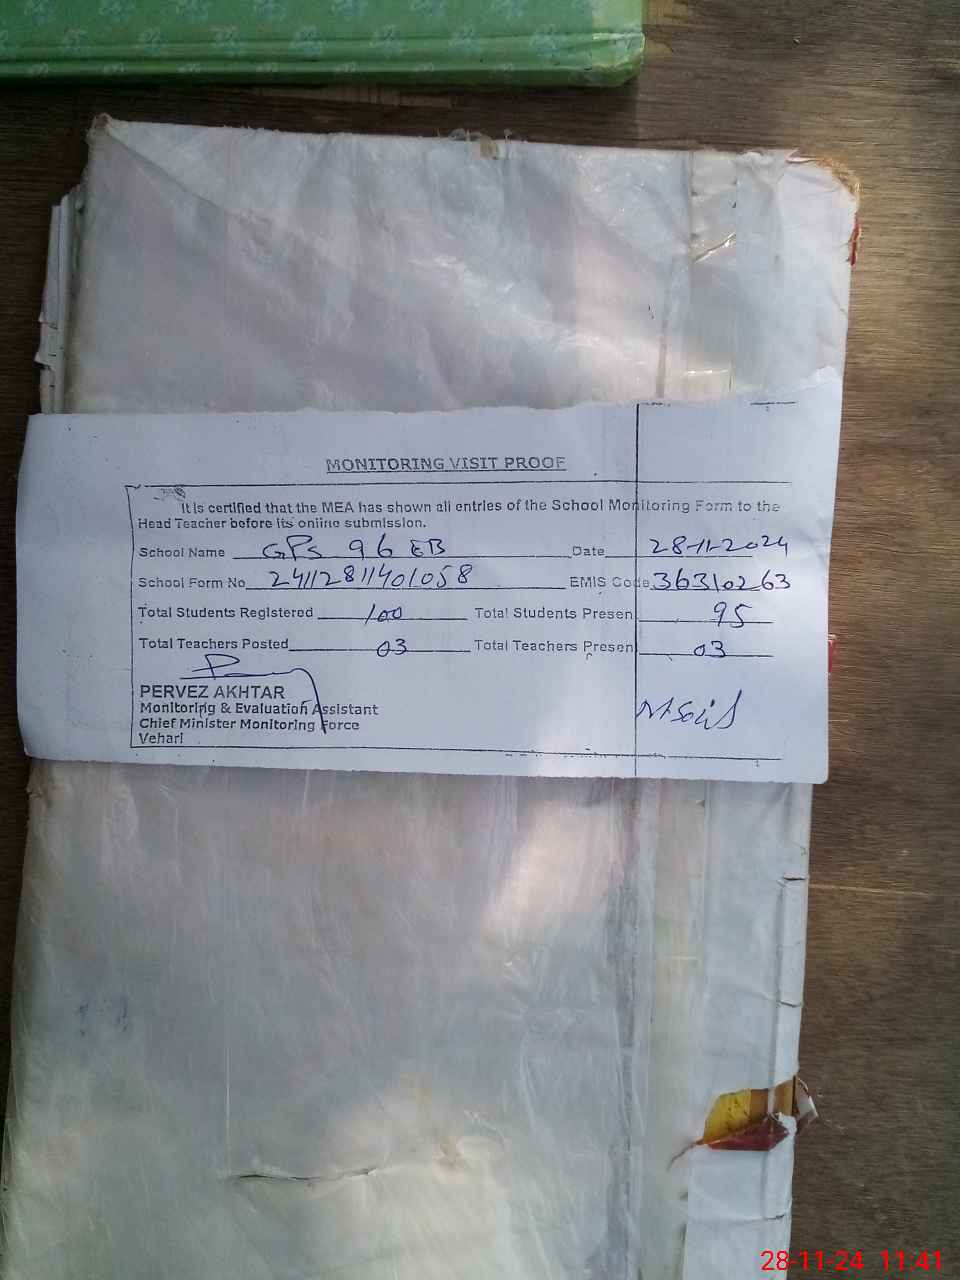 MONITORING VISIT PROOF
It is certified that the MEA has shown all entries of the School Monitoring Form to the
Head Teacher before its online submission.
School Name GPS 96 EB Date 28-11-2024
School Form No 24112811401058 EMIS Code 36310263
Total Students Registered 100 Total Students Presen 95
Total Teachers Posted 03 Total Teachers Presen 03
PERVEZ AKHTAR
Monitoring & Evaluation Assistant
Chief Minister Monitoring Force
Vehari
28-11-24 11:41